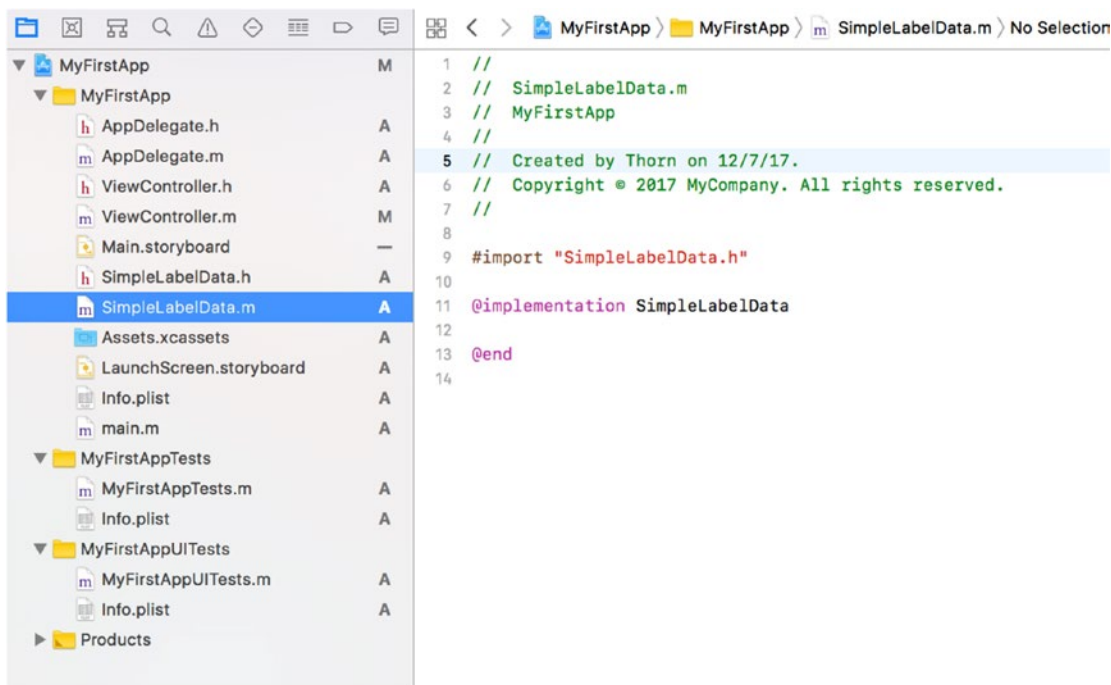 MyFirstApp 〉 MyFirstApp 〉 m SimpleLabelData.m 〉 No Selection
MyFirstApp M
MyFirstApp
h AppDelegate.h A
m AppDelegate.m A
h ViewController.h A
m ViewController.m M
Main.storyboard —
h SimpleLabelData.h A
m SimpleLabelData.m A
Assets.xcassets A
LaunchScreen.storyboard A
Info.plist A
m main.m A
MyFirstAppTests
m MyFirstAppTests.m A
Info.plist A
MyFirstAppUITests
m MyFirstAppUITests.m A
Info.plist A
Products
1 //
2 //  SimpleLabelData.m
3 //  MyFirstApp
4 //
5 //  Created by Thorn on 12/7/17.
6 //  Copyright © 2017 MyCompany. All rights reserved.
7 //
8
9 #import "SimpleLabelData.h"
10
11 @implementation SimpleLabelData
12
13 @end
14